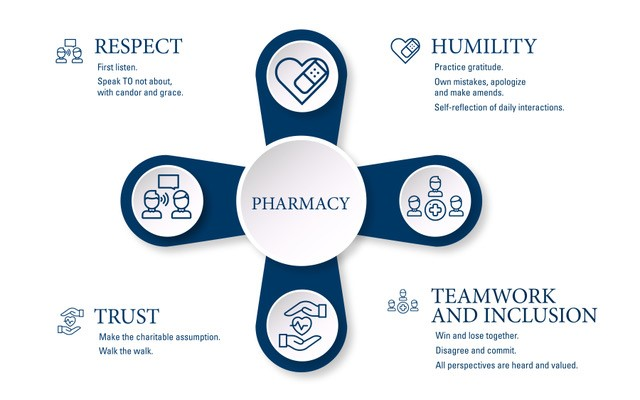 RESPECT
First listen.
Speak TO not about,
with candor and grace.
HUMILITY
Practice gratitude.
Own mistakes, apologize
and make amends.
Self-reflection of daily interactions.
PHARMACY
TRUST
Make the charitable assumption.
Walk the walk.
TEAMWORK
AND INCLUSION
Win and lose together.
Disagree and commit.
All perspectives are heard and valued.